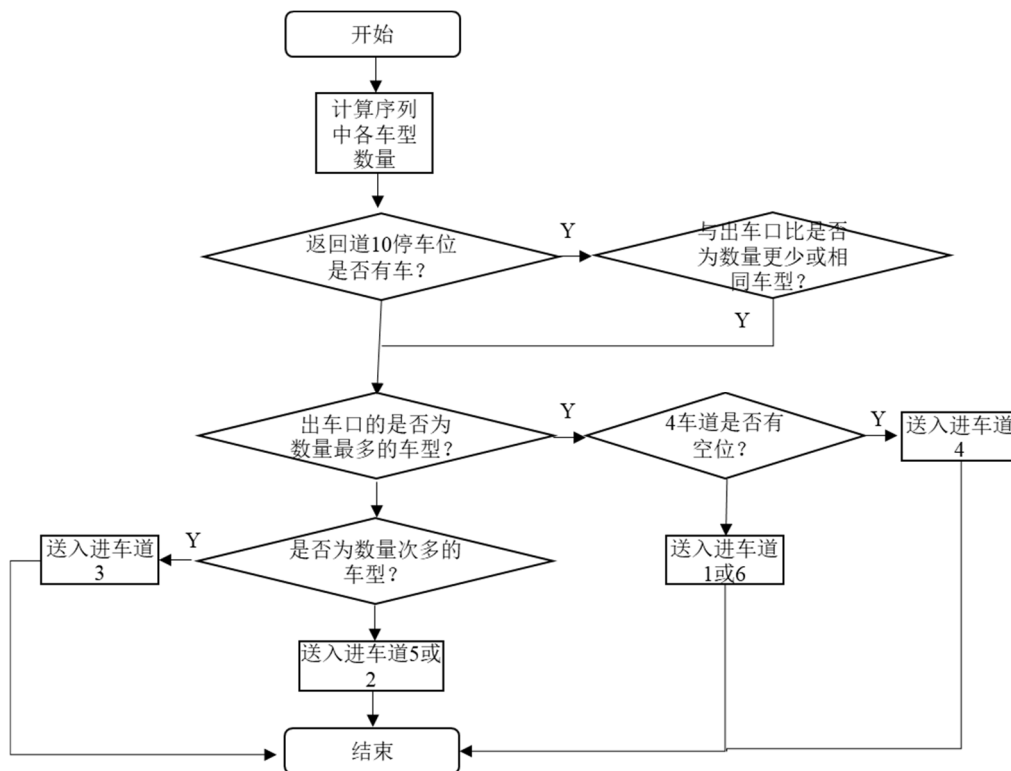 开始
计算序列
中各车型
数量
返回道10停车位
是否有车？
Y
与出车口比是否
为数量更少或相
同车型？
Y
出车口的是否为
数量最多的车型？
Y
4车道是否有
空位？
Y
送入进车道
4
送入进车道
3
Y
是否为数量次多的
车型？
送入进车道
1或6
送入进车道5或
2
结束